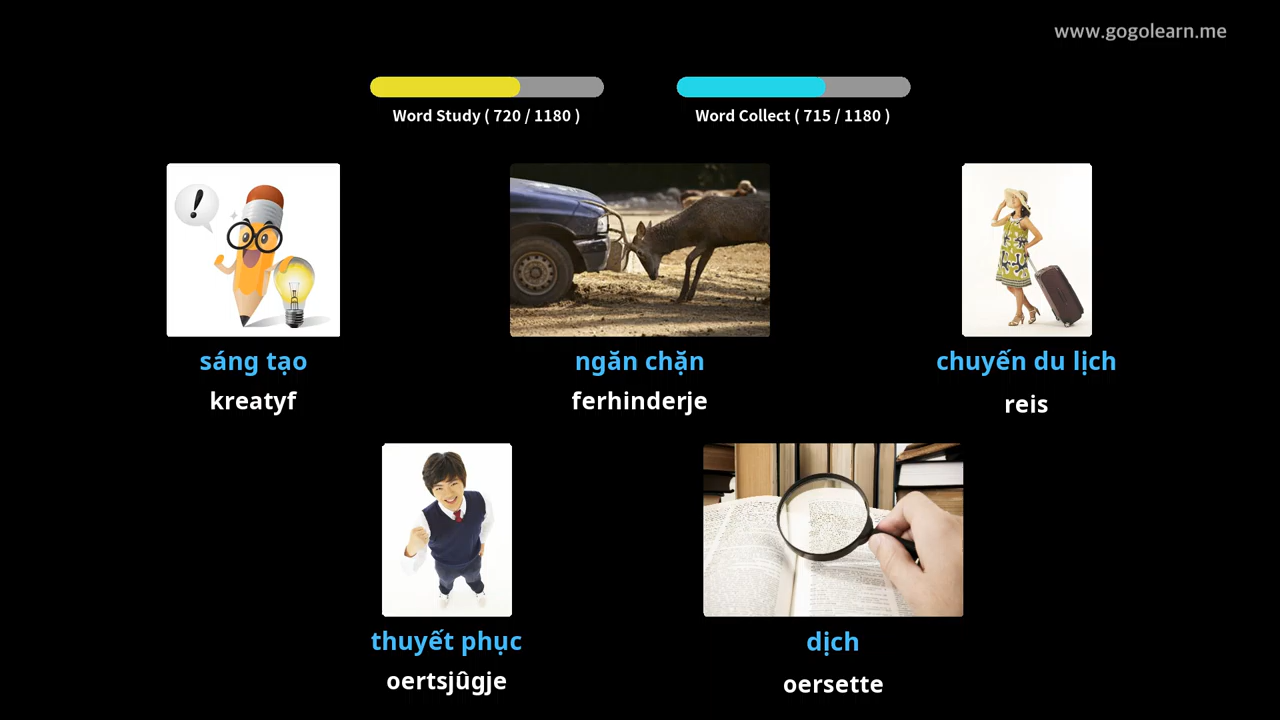 www.gogolearn.me
Word Study ( 720 / 1180 )
Word Collect ( 715 / 1180 )
!
sáng tạo
kreatyf
ngăn chặn
ferhinderje
chuyến du lịch
reis
thuyết phục
oertsjûgje
dịch
oersette